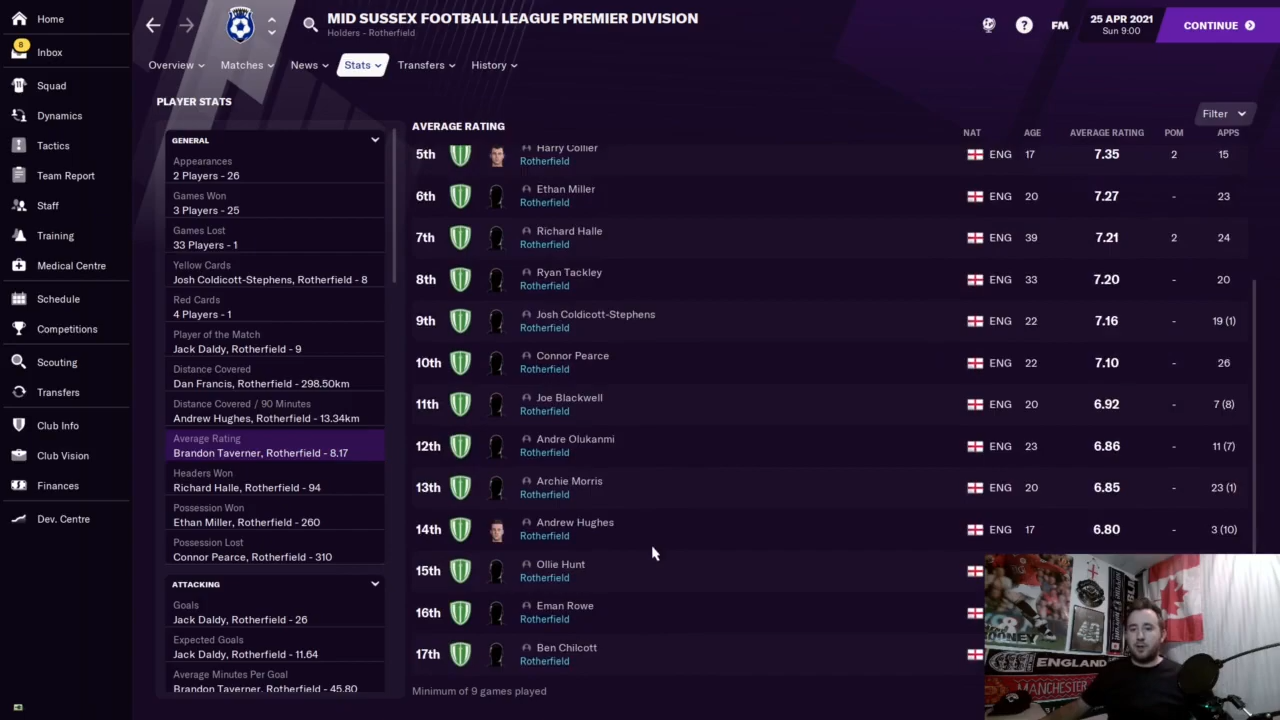 Home
8
Inbox
Squad
Dynamics
Tactics
Team Report
Staff
Training
Medical Centre
Schedule
Competitions
Scouting
Transfers
Club Info
Club Vision
Finances
Dev. Centre
MID SUSSEX FOOTBALL LEAGUE PREMIER DIVISION
Holders - Rotherfield
?
FM
25 APR 2021
Sun 9:00
CONTINUE
Overview
Matches
News
Stats
Transfers
History
PLAYER STATS
Filter
GENERAL
Appearances
2 Players - 26
Games Won
3 Players - 25
Games Lost
33 Players - 1
Yellow Cards
Josh Coldicott-Stephens, Rotherfield - 8
Red Cards
4 Players - 1
Player of the Match
Jack Daldy, Rotherfield - 9
Distance Covered
Dan Francis, Rotherfield - 298.50km
Distance Covered / 90 Minutes
Andrew Hughes, Rotherfield - 13.34km
Average Rating
Brandon Taverner, Rotherfield - 8.17
Headers Won
Richard Halle, Rotherfield - 94
Possession Won
Ethan Miller, Rotherfield - 260
Possession Lost
Connor Pearce, Rotherfield - 310
ATTACKING
Goals
Jack Daldy, Rotherfield - 26
Expected Goals
Jack Daldy, Rotherfield - 11.64
Average Minutes Per Goal
Brandon Taverner, Rotherfield - 45.80
AVERAGE RATING
NAT AGE AVERAGE RATING POM APPS
5th Harry Collier Rotherfield ENG 17 7.35 2 15
6th Ethan Miller Rotherfield ENG 20 7.27 - 23
7th Richard Halle Rotherfield ENG 39 7.21 2 24
8th Ryan Tackley Rotherfield ENG 33 7.20 - 20
9th Josh Coldicott-Stephens Rotherfield ENG 22 7.16 - 19 (1)
10th Connor Pearce Rotherfield ENG 22 7.10 - 26
11th Joe Blackwell Rotherfield ENG 20 6.92 - 7 (8)
12th Andre Olukanmi Rotherfield ENG 23 6.86 - 11 (7)
13th Archie Morris Rotherfield ENG 20 6.85 - 23 (1)
14th Andrew Hughes Rotherfield ENG 17 6.80 - 3 (10)
15th Ollie Hunt Rotherfield
16th Eman Rowe Rotherfield
17th Ben Chilcott Rotherfield
Minimum of 9 games played
ENGLAND
MANCHESTER